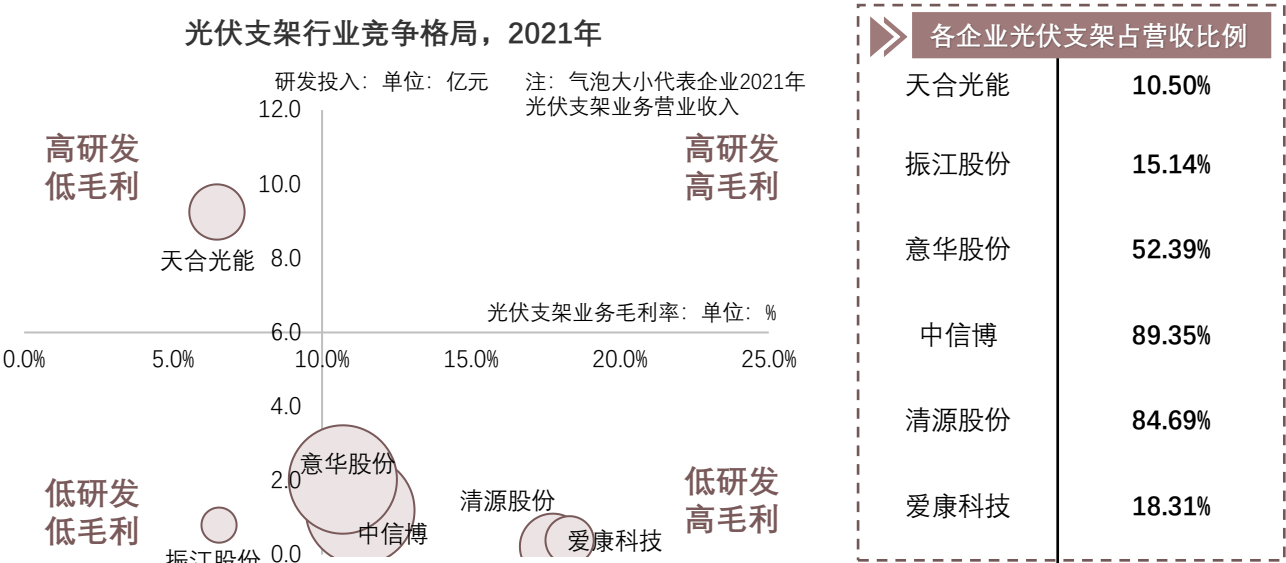 光伏支架行业竞争格局，2021年
研发投入：单位：亿元
注：气泡大小代表企业2021年
光伏支架业务营业收入
12.0
高研发
低毛利
高研发
高毛利
10.0
天合光能
8.0
光伏支架业务毛利率：单位：%
6.0
0.0%
5.0%
10.0%
15.0%
20.0%
25.0%
4.0
意华股份
2.0
低研发
低毛利
清源股份
低研发
高毛利
中信博
爱康科技
振江股份
0.0
各企业光伏支架占营收比例
天合光能 10.50%
振江股份 15.14%
意华股份 52.39%
中信博 89.35%
清源股份 84.69%
爱康科技 18.31%